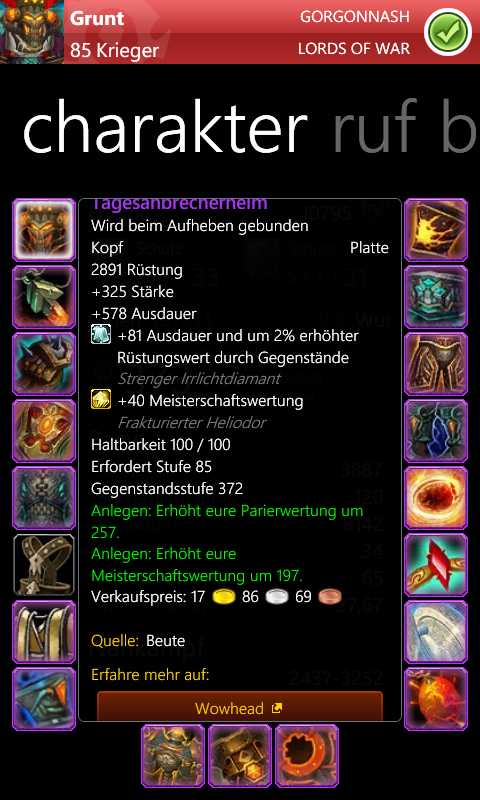 Grunt
GORGONNASH
85 Krieger
LORDS OF WAR
charakter ruf b
Tagesanbrecherhelm
Wird beim Aufheben gebunden
Kopf Platte
2891 Rüstung
+325 Stärke
+578 Ausdauer
+81 Ausdauer und um 2% erhöhter
Rüstungswert durch Gegenstände
Strenger Irrlichtdiamant
+40 Meisterschaftswertung
Frakturierter Heliodor
Haltbarkeit 100 / 100
Erfordert Stufe 85
Gegenstandsstufe 372
Anlegen: Erhöht eure Parierwertung um
257.
Anlegen: Erhöht eure
Meisterschaftswertung um 197.
Verkaufspreis: 17 86 69
Quelle: Beute
Erfahre mehr auf:
2437-3252
Wowhead